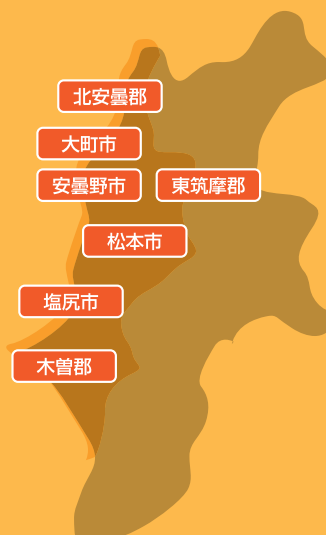 北安曇郡
大町市
安曇野市
東筑摩郡
松本市
塩尻市
木曽郡